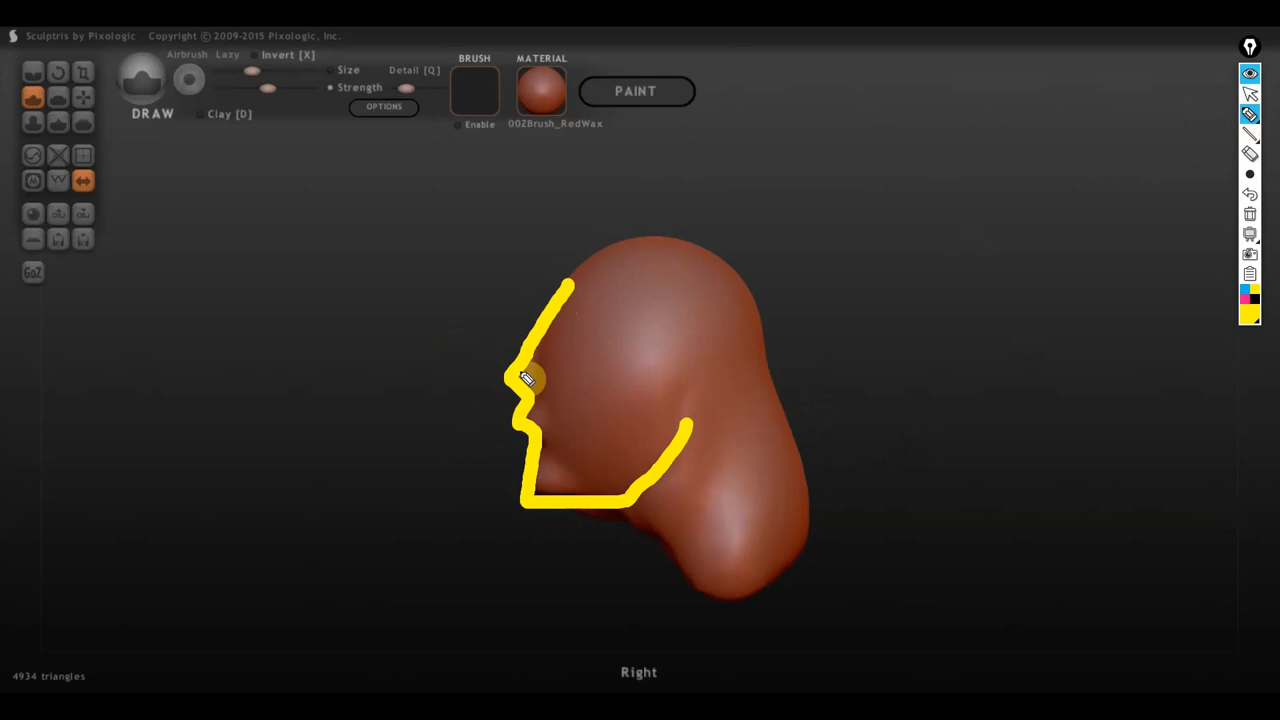 Sculptris by Pixologic Copyright © 2009-2015 Pixologic, Inc.
Airbrush Lazy Invert [X]
BRUSH MATERIAL
Size Detail [Q]
Strength
PAINT
OPTIONS
DRAW Clay [D]
Enable 00ZBrush_RedWax
GoZ
4934 triangles
Right